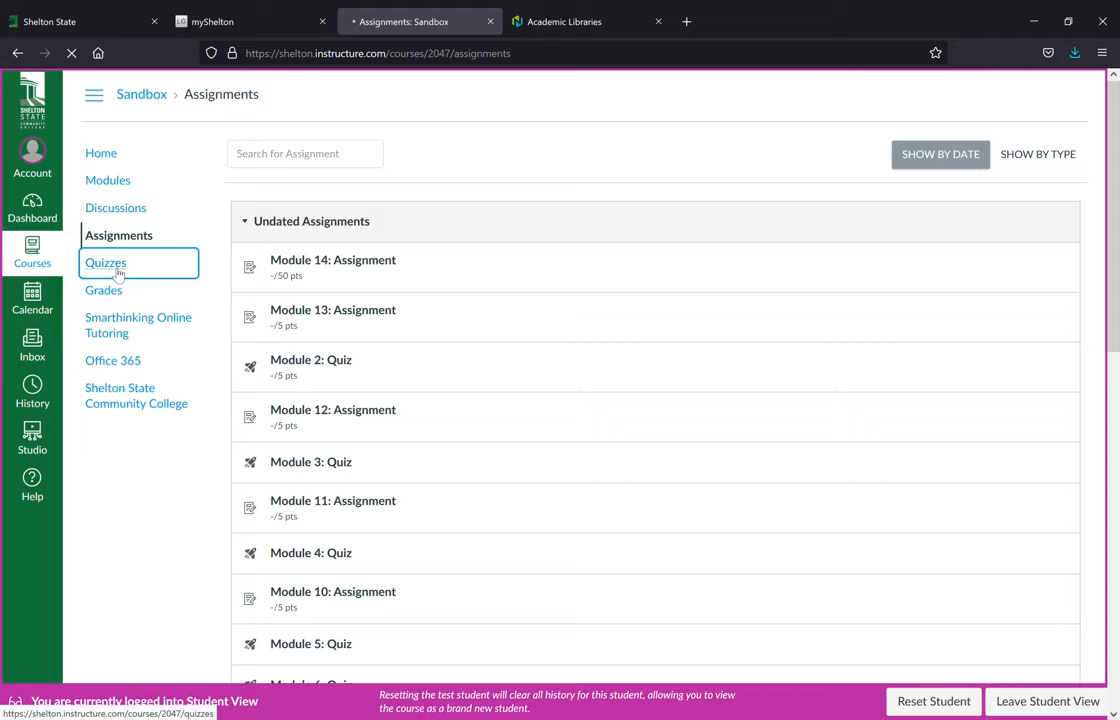 Shelton State
myShelton
Assignments: Sandbox
Academic Libraries
https://shelton.instructure.com/courses/2047/assignments
SHELTON
STATE
Sandbox > Assignments
Account
Dashboard
Courses
Calendar
Inbox
History
Studio
Help
Home
Modules
Discussions
Assignments
Quizzes
Grades
Smarthinking Online
Tutoring
Office 365
Shelton State
Community College
Search for Assignment
SHOW BY DATE
SHOW BY TYPE
Undated Assignments
Module 14: Assignment
-/50 pts
Module 13: Assignment
-/5 pts
Module 2: Quiz
-/5 pts
Module 12: Assignment
-/5 pts
Module 3: Quiz
Module 11: Assignment
-/5 pts
Module 4: Quiz
Module 10: Assignment
-/5 pts
Module 5: Quiz
You are currently logged into Student View
Resetting the test student will clear all history for this student, allowing you to view
the course as a brand new student.
Reset Student
Leave Student View
https://shelton.instructure.com/courses/2047/quizzes